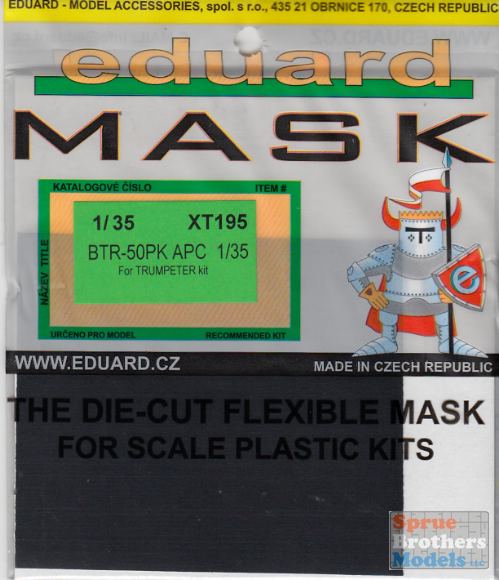 EDUARD - MODEL ACCESSORIES, spol. s r.o., 435 21 OBRNICE 170, CZECH REPUBLIC
eduard
MASK
KATALOGOVÉ ČÍSLO ITEM #
1/35 XT195
BTR-50PK APC 1/35
For TRUMPETER kit
NÁZEV TITLE
URČENO PRO MODEL RECOMMENDED KIT
T
e
WWW.EDUARD.CZ MADE IN CZECH REPUBLIC
THE DIE-CUT FLEXIBLE MASK
FOR SCALE PLASTIC KITS
Sprue
Brothers
Models LLC